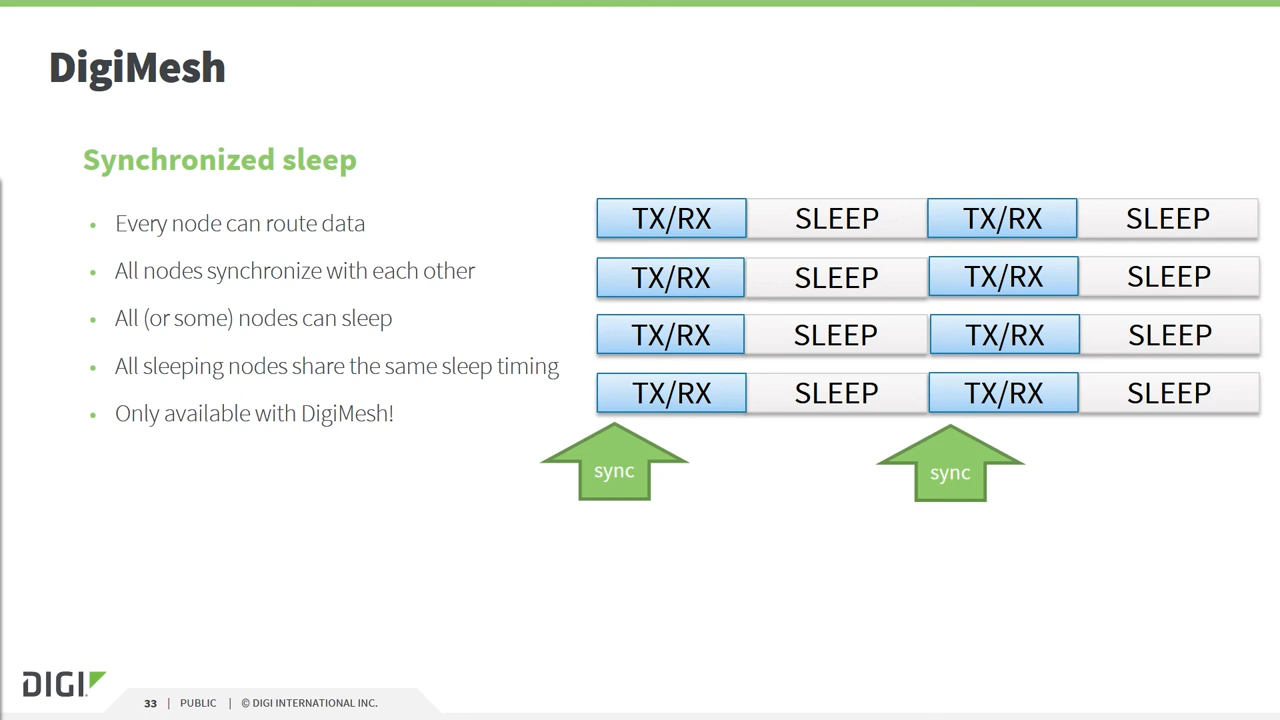 DigiMesh
Synchronized sleep
• Every node can route data
• All nodes synchronize with each other
• All (or some) nodes can sleep
• All sleeping nodes share the same sleep timing
• Only available with DigiMesh!
TX/RX SLEEP TX/RX SLEEP
TX/RX SLEEP TX/RX SLEEP
TX/RX SLEEP TX/RX SLEEP
TX/RX SLEEP TX/RX SLEEP
sync sync
DIGI
33 | PUBLIC | © DIGI INTERNATIONAL INC.